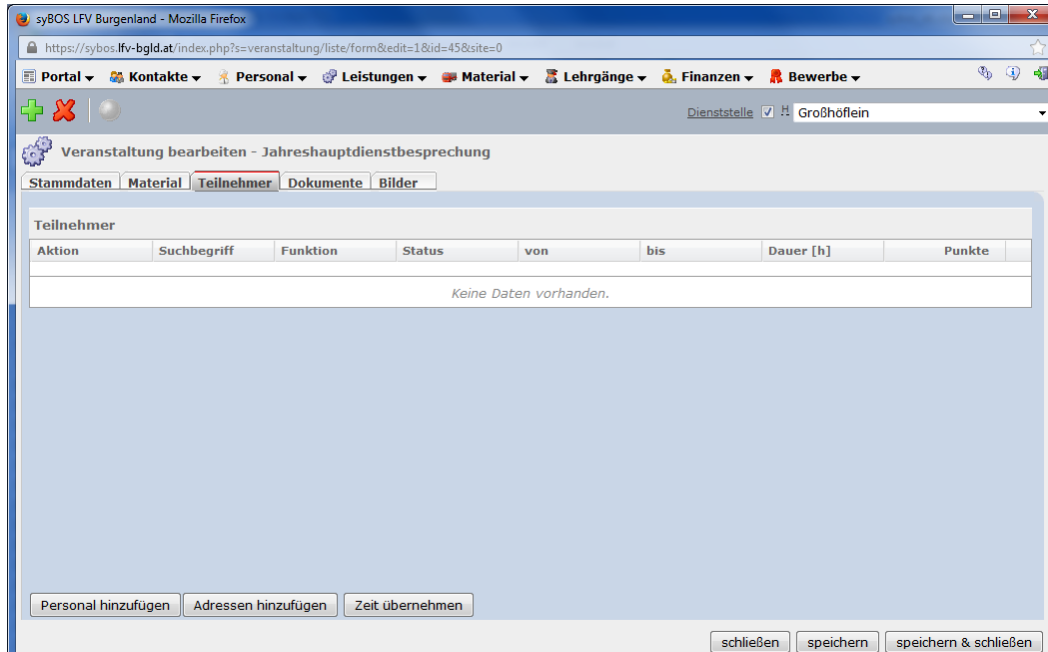 syBOS LFV Burgenland - Mozilla Firefox
https://sybos.lfv-bgld.at/index.php?s=veranstaltung/liste/form&edit=1&id=45&site=0
Portal Kontakte Personal Leistungen Material Lehrgänge Finanzen Bewerbe
Dienststelle Großhöflein
Veranstaltung bearbeiten - Jahreshauptdienstbesprechung
Stammdaten Material Teilnehmer Dokumente Bilder
Teilnehmer
Aktion Suchbegriff Funktion Status von bis Dauer [h] Punkte
Keine Daten vorhanden.
Personal hinzufügen Adressen hinzufügen Zeit übernehmen
schließen speichern speichern & schließen